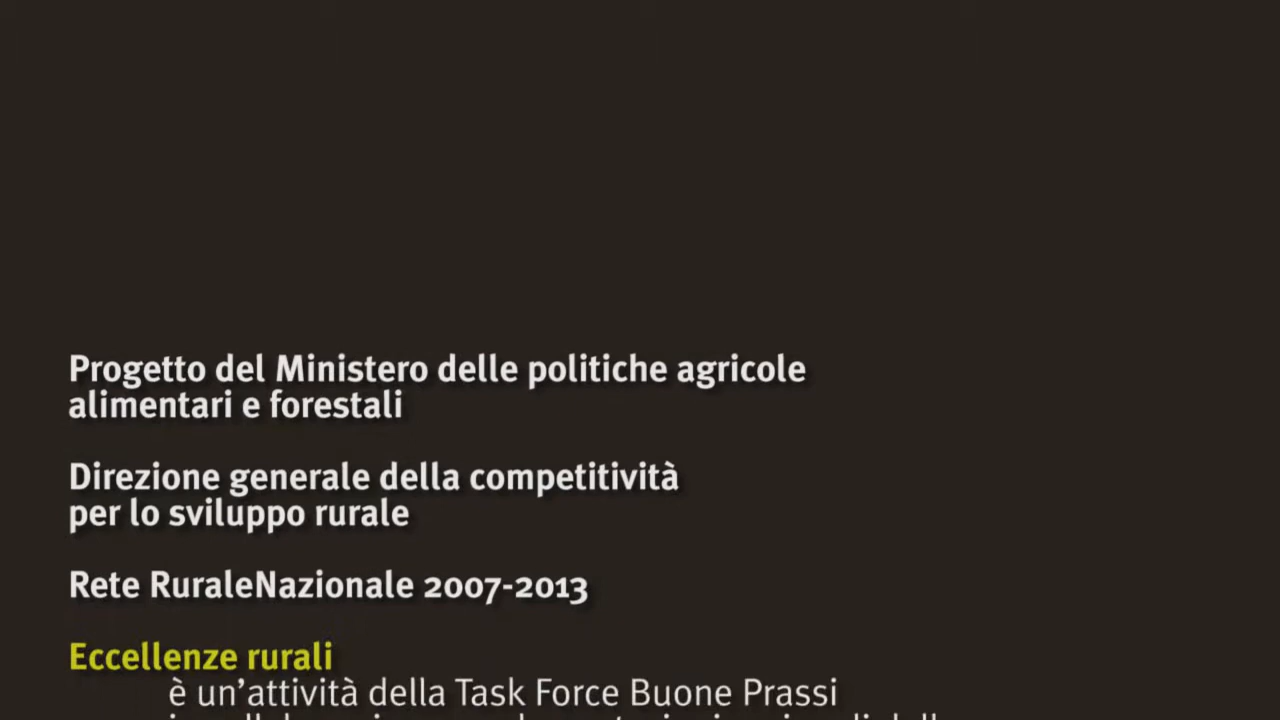 Progetto del Ministero delle politiche agricole
alimentari e forestali
Direzione generale della competitività
per lo sviluppo rurale
Rete RuraleNazionale 2007-2013
Eccellenze rurali
è un’attività della Task Force Buone Prassi